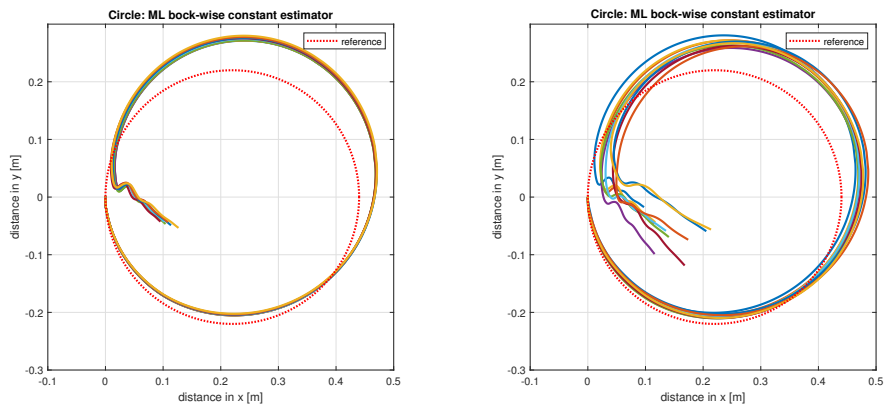 Circle: ML bock-wise constant estimator
reference
distance in y [m]
0.2
0.1
0
-0.1
-0.2
-0.3
-0.1 0 0.1 0.2 0.3 0.4 0.5
distance in x [m]
Circle: ML bock-wise constant estimator
reference
distance in y [m]
0.2
0.1
0
-0.1
-0.2
-0.3
-0.1 0 0.1 0.2 0.3 0.4 0.5
distance in x [m]